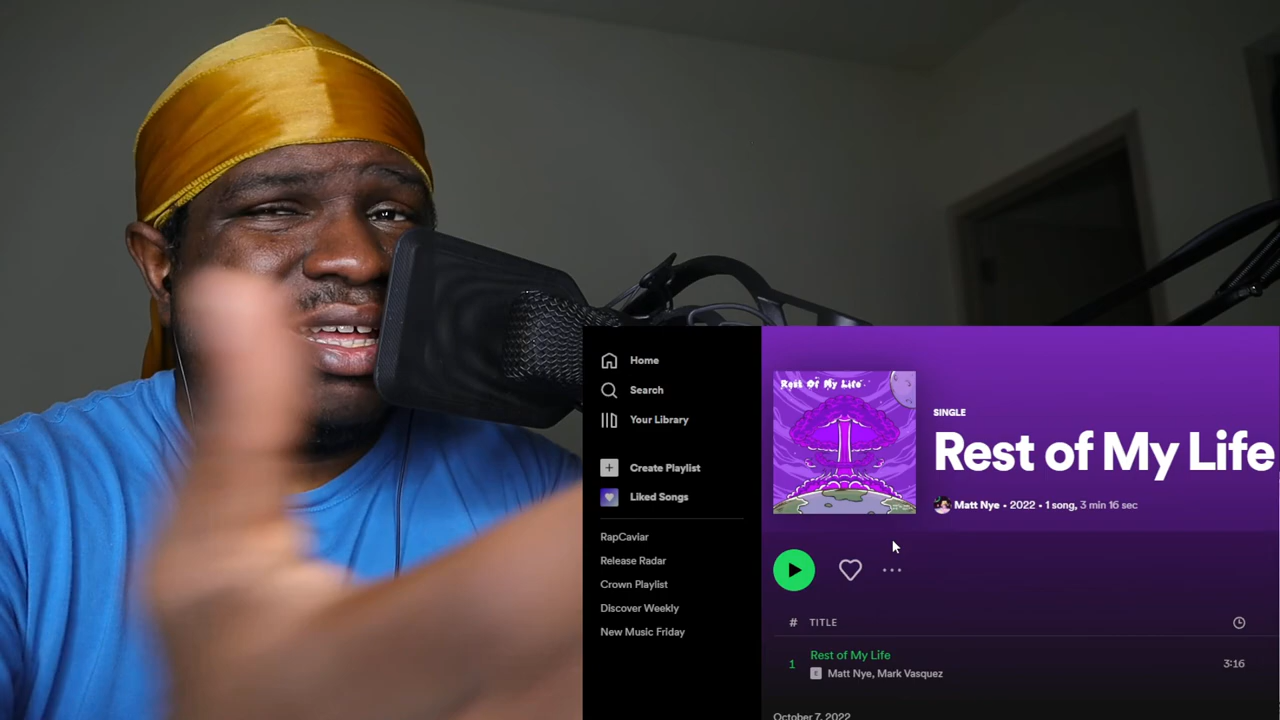 Home
Search
Your Library
Create Playlist
Liked Songs
RapCaviar
Release Radar
Crown Playlist
Discover Weekly
New Music Friday
Rest Of My Life
SINGLE
Rest of My Life
Matt Nye • 2022 • 1 song, 3 min 16 sec
# TITLE
1 Rest of My Life 3:16
E Matt Nye, Mark Vasquez
October 7, 2022